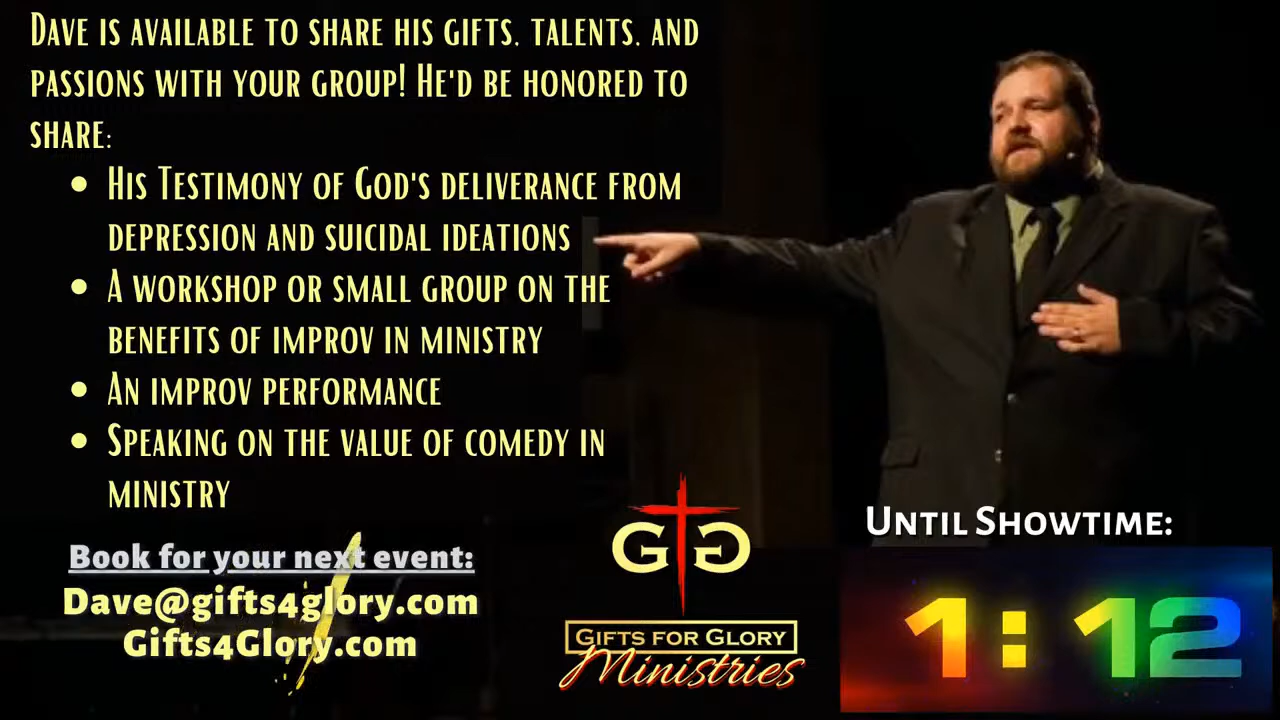 Dave is available to share his gifts, talents, and
passions with your group! He'd be honored to
share:
• His Testimony of God's deliverance from
depression and suicidal ideations
• A workshop or small group on the
benefits of improv in ministry
• An improv performance
• Speaking on the value of comedy in
ministry
Book for your next event:
Dave@gifts4glory.com
Gifts4Glory.com
G G
Gifts for Glory
Ministries
Until Showtime:
1:12